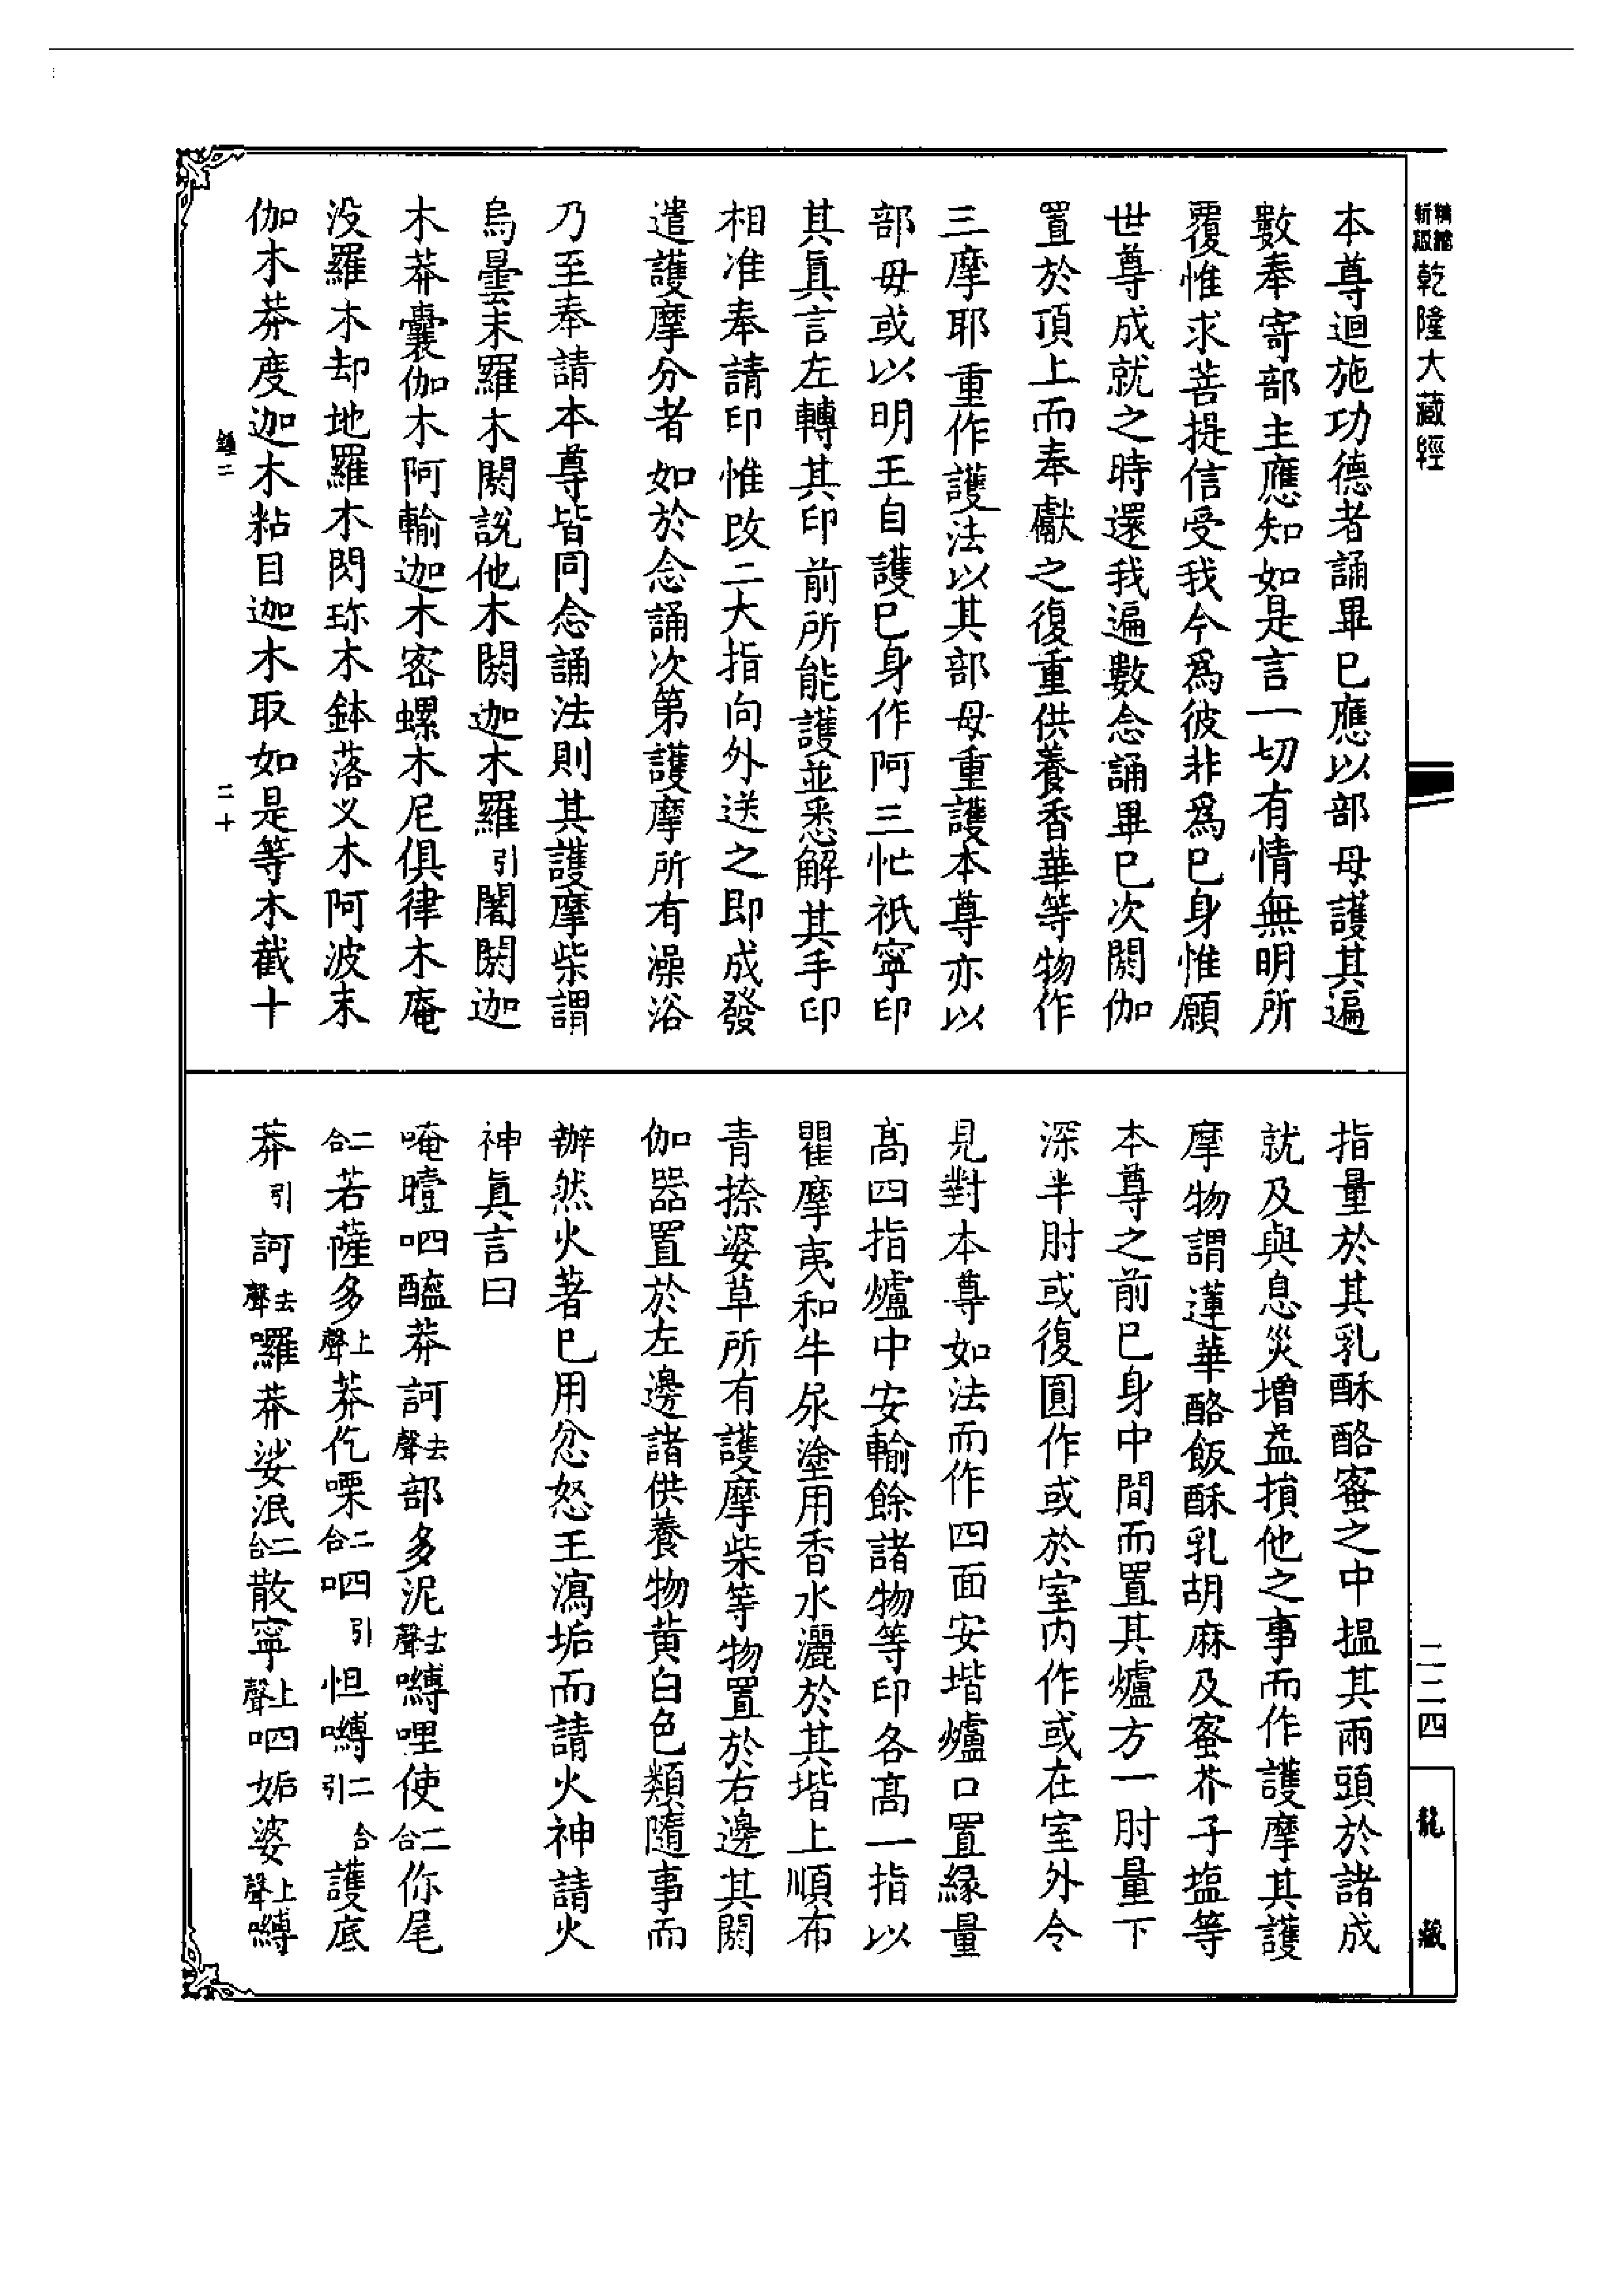 精縮新版 乾隆大藏經
本尊迴施功德者誦畢巳應以部母護其遍
數奉寄部主應知如是言一切有情無明所
覆惟求菩提信受我今爲彼非爲巳身惟願
世尊成就之時還我遍數念誦畢巳次閼伽
置於頂上而奉獻之復重供養香華等物作
三摩耶重作護法以其部母重護本尊亦以
部母或以明王自護巳身作阿三忙祇寧印
其眞言左轉其印前所能護並悉解其手印
相准奉請印惟改二大指向外送之即成發
遣護摩分者如於念誦次第護摩所有澡浴
乃至奉請本尊皆同念誦法則其護摩柴謂
烏曇末羅木閼說他木閼迦木羅引闍閼迦
木莽囊伽木阿輸迦木密螺木尼俱律木菴
没羅木却地羅木閃珎木鉢落义木阿波末
伽木莽度迦木粘目迦木取如是等木截十
二十
指量於其乳酥酪蜜之中揾其兩頭於諸成
就及與息災增益損他之事而作護摩其護
摩物謂蓮華酪飯酥乳胡麻及蜜芥子塩等
本尊之前巳身中間而置其爐方一肘量下
深半肘或復圓作或於室内作或在室外令
見對本尊如法而作四面安堦爐口置緣量
高四指爐中安輸餘諸物等印各高一指以
瞿摩夷和牛尿塗用香水灑於其堦上順布
青捺婆草所有護摩柴等物置於右邊其閼
伽器置於左邊諸供養物黃白色類隨事而
辦然火著巳用忿怒王瀉垢而請火神請火
神眞言曰
唵曀呬醯莽訶去聲部多泥去聲嚩哩使二合你尾
二合若薩多上聲莽仡㗚二合呬引怛嚩二合引護底
莽引訶去聲囉莽娑泯二合散寧上聲呬姤婆上聲嚩
二二四
龍藏